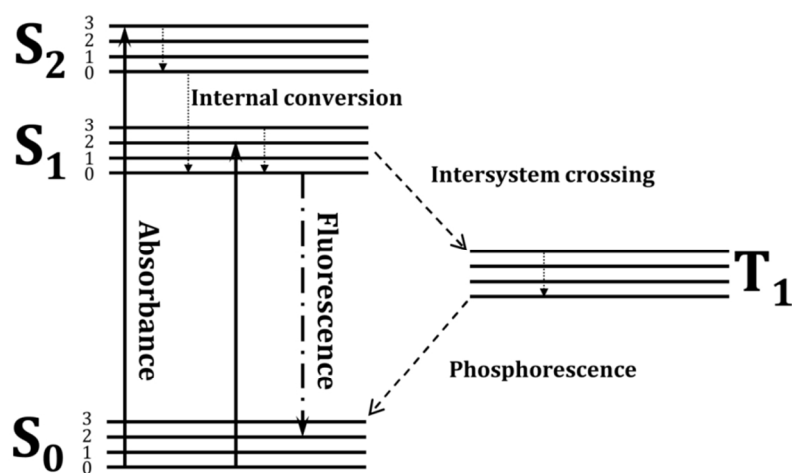 S2
3
2
1
0
Internal conversion
S1
3
2
1
0
Intersystem crossing
Absorbance
Fluorescence
T1
Phosphorescence
S0
3
2
1
0